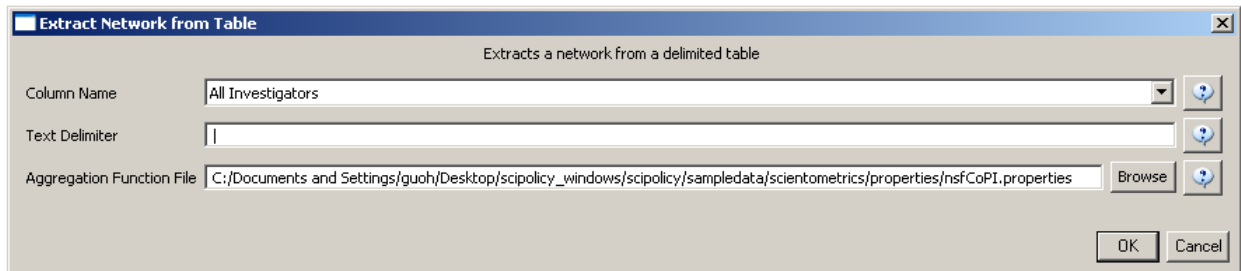 Extract Network from Table
Extracts a network from a delimited table
Column Name All Investigators
Text Delimiter |
Aggregation Function File C:/Documents and Settings/guoh/Desktop/scipolicy_windows/scipolicy/sampledata/scientometrics/properties/nsfCoPI.properties Browse
OK Cancel